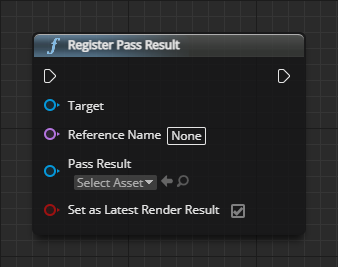 Register Pass Result
Target
Reference Name None
Pass Result
Select Asset
Set as Latest Render Result